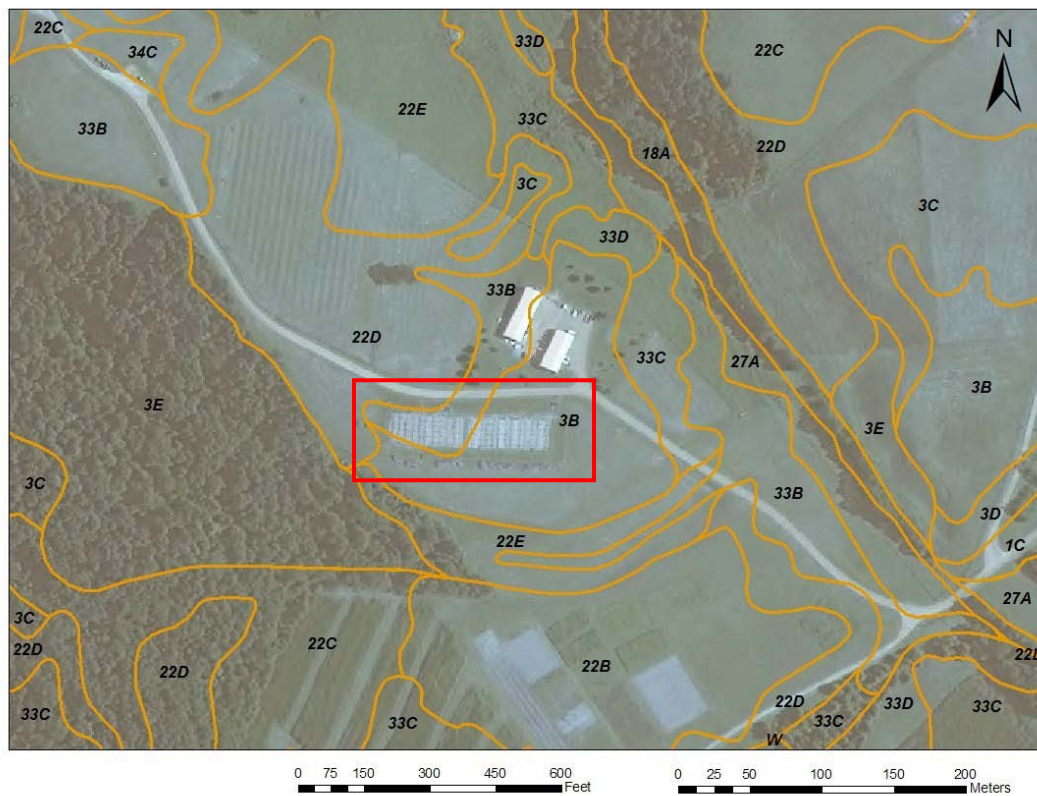 22C
34C
33D
22C
N
33B
22E
33C
18A
22D
3C
3C
33D
33B
22D
33C
27A
3B
3E
3E
3B
3C
33B
3D
22E
1C
27A
3C
22D
22C
22D
22B
22D
33C
33C
22D
33C
33D
33C
W
0 75 150 300 450 600
Feet
0 25 50 100 150 200
Meters